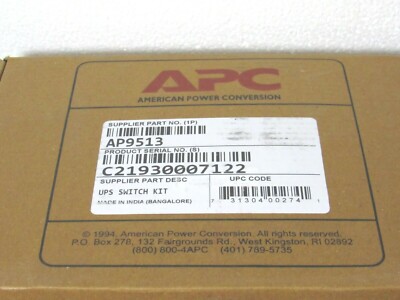 APC
AMERICAN POWER CONVERSION
SUPPLIER PART NO. (1P)
AP9513
PRODUCT SERIAL NO. (S)
C21930007122
SUPPLIER PART DESC
UPC CODE
UPS SWITCH KIT
MADE IN INDIA (BANGALORE)
7 31304 00274 1
© 1994, American Power Conversion. All rights reserved.
P.O. Box 278, 132 Fairgrounds Rd., West Kingston, RI 02892
(800) 800-4APC (401) 789-5735